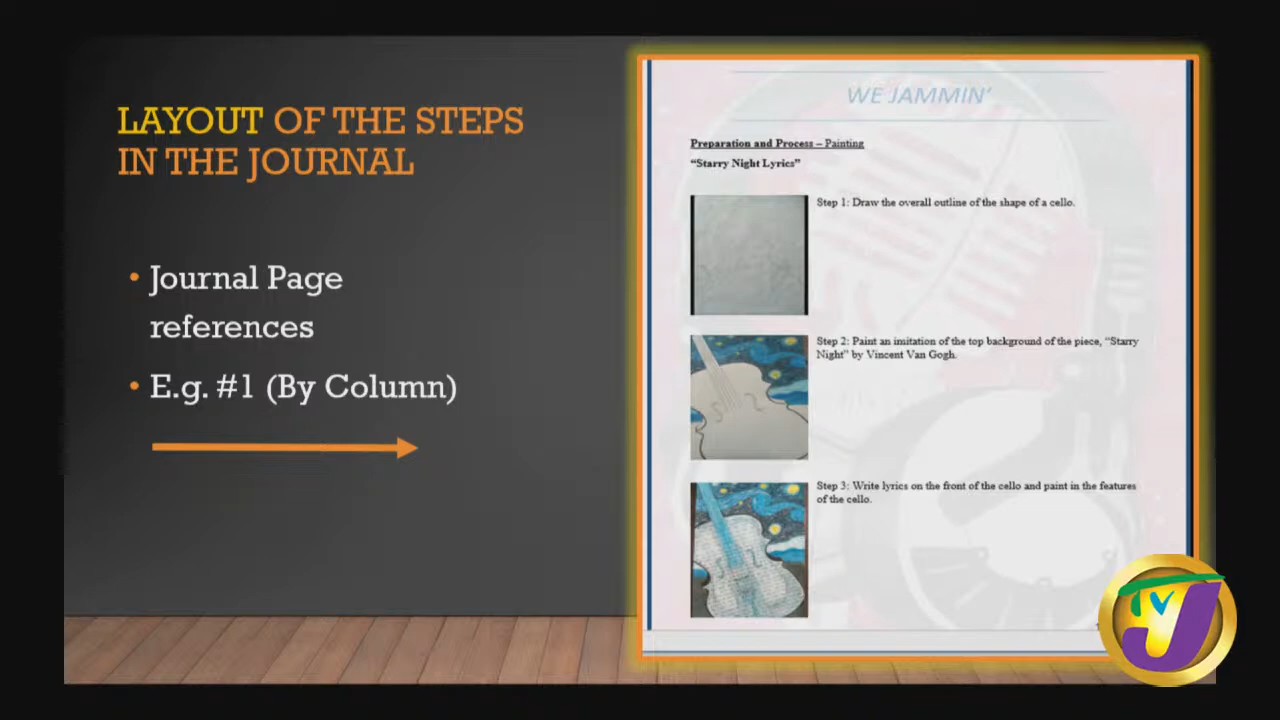 LAYOUT OF THE STEPS
IN THE JOURNAL
• Journal Page
references
• E.g. #1 (By Column)
WE JAMMIN'
Preparation and Process – Painting
“Starry Night Lyrics”
Step 1: Draw the overall outline of the shape of a cello.
Step 2: Paint an imitation of the top background of the piece, “Starry
Night” by Vincent Van Gogh.
Step 3: Write lyrics on the front of the cello and paint in the features
of the cello.
TVJ